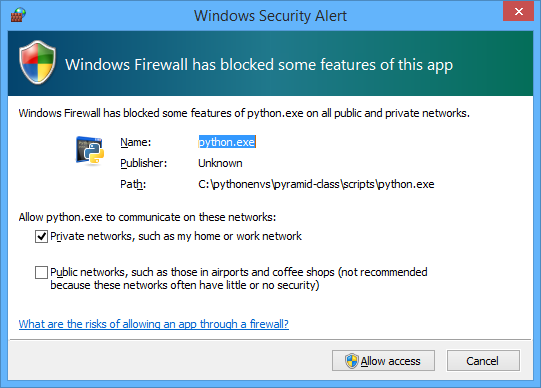 Windows Security Alert
Windows Firewall has blocked some features of this app
Windows Firewall has blocked some features of python.exe on all public and private networks.
Name: python.exe
Publisher: Unknown
Path: C:\pythonenvs\pyramid-class\scripts\python.exe
Allow python.exe to communicate on these networks:
Private networks, such as my home or work network
Public networks, such as those in airports and coffee shops (not recommended
because these networks often have little or no security)
What are the risks of allowing an app through a firewall?
Allow access Cancel